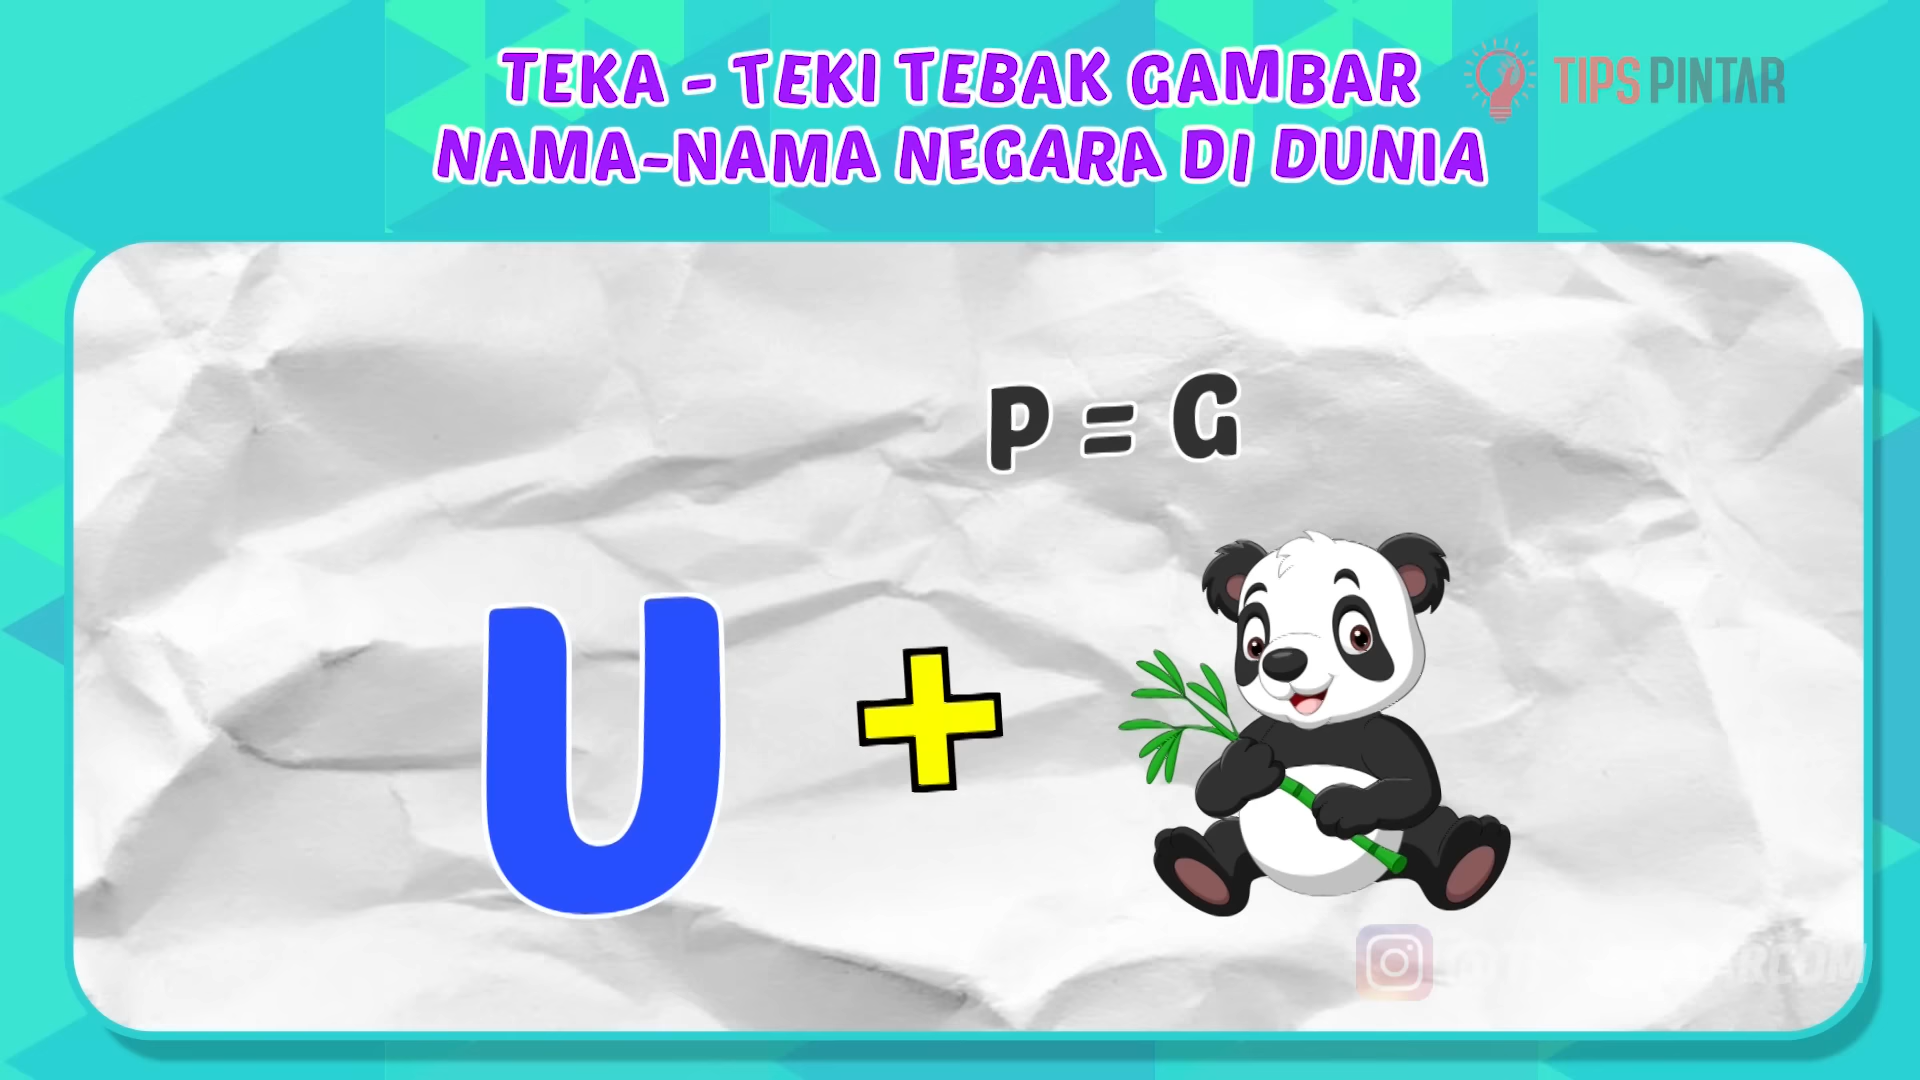 TEKA - TEKI TEBAK GAMBAR
NAMA-NAMA NEGARA DI DUNIA
TIPS PINTAR
P = G
U +